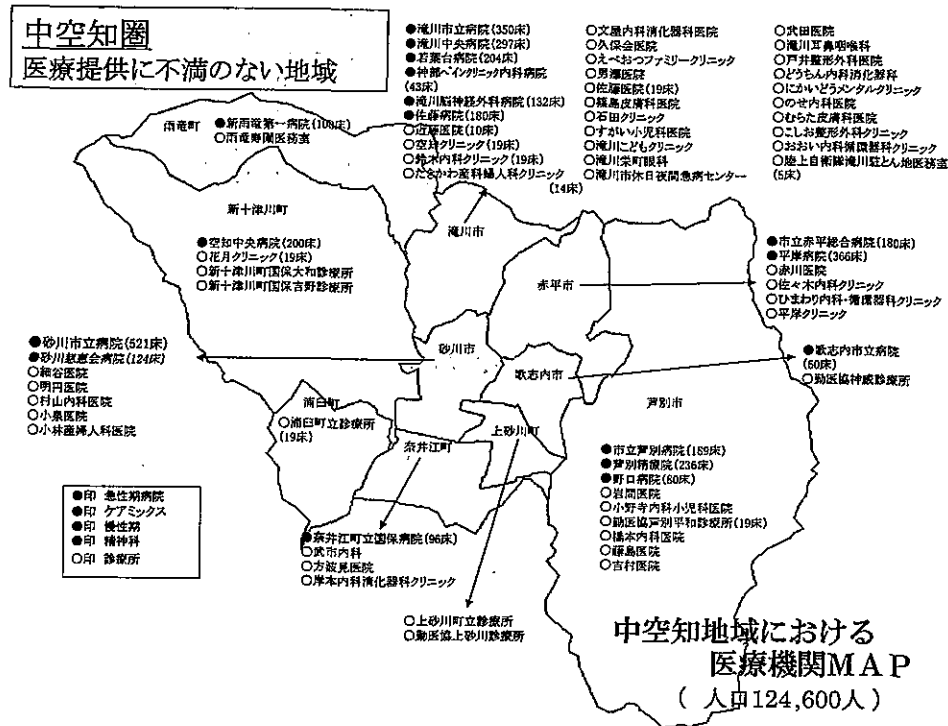 中空知圏
医療提供に不満のない地域
●滝川市立病院(350床)
●滝川中央病院(297床)
●若葉台病院(204床)
●神部ペインクリニック内科病院
(43床)
●滝川脳神経外科病院(132床)
●佐藤病院(180床)
○近藤医院(10床)
○空知クリニック(19床)
○鈴木内科クリニック(19床)
○たきかわ産科婦人科クリニック
(14床)
○文屋内科消化器科医院
○久保会医院
○えべおつファミリークリニック
○男澤医院
○佐藤医院(19床)
○篠島皮膚科医院
○石田クリニック
○すがい小児科医院
○滝川こどもクリニック
○滝川栄町眼科
○滝川市休日夜間急病センター
○武田医院
○滝川耳鼻咽喉科
○戸井整形外科医院
○どうちん内科消化器科
○にかいどうメンタルクリニック
○のせ内科医院
○むらた皮膚科医院
○こしお整形外科クリニック
○おおい内科循環器科クリニック
○陸上自衛隊滝川駐とん地医務室
(5床)
雨竜町
●新雨竜第一病院(108床)
○雨竜寿陽園医務室
新十津川町
●空知中央病院(200床)
○花月クリニック(19床)
○新十津川町国保大和診療所
○新十津川町国保吉野診療所
滝川市
赤平市
●市立赤平総合病院(180床)
●平岸病院(366床)
○赤川医院
○佐々木内科クリニック
○ひまわり内科・循環器科クリニック
○平岸クリニック
●砂川市立病院(521床)
●砂川慈恵会病院(124床)
○細谷医院
○明円医院
○村山内科医院
○小泉医院
○小林産婦人科医院
砂川市
歌志内市
●歌志内市立病院
(60床)
○勤医協神威診療所
浦臼町
○浦臼町立診療所
(19床)
奈井江町
上砂川町
芦別市
●市立芦別病院(189床)
●芦別精療院(236床)
●野口病院(60床)
○岩間医院
○小野寺内科小児科医院
○勤医協芦別平和診療所(19床)
○橋本内科医院
○藤島医院
○吉村医院
●印 急性期病院
●印 ケアミックス
●印 慢性期
●印 精神科
○印 診療所
●奈井江町立国保病院(96床)
○武市内科
○方波見医院
○岸本内科消化器科クリニック
○上砂川町立診療所
○勤医協上砂川診療所
中空知地域における
医療機関MAP
( 人口124,600人 )